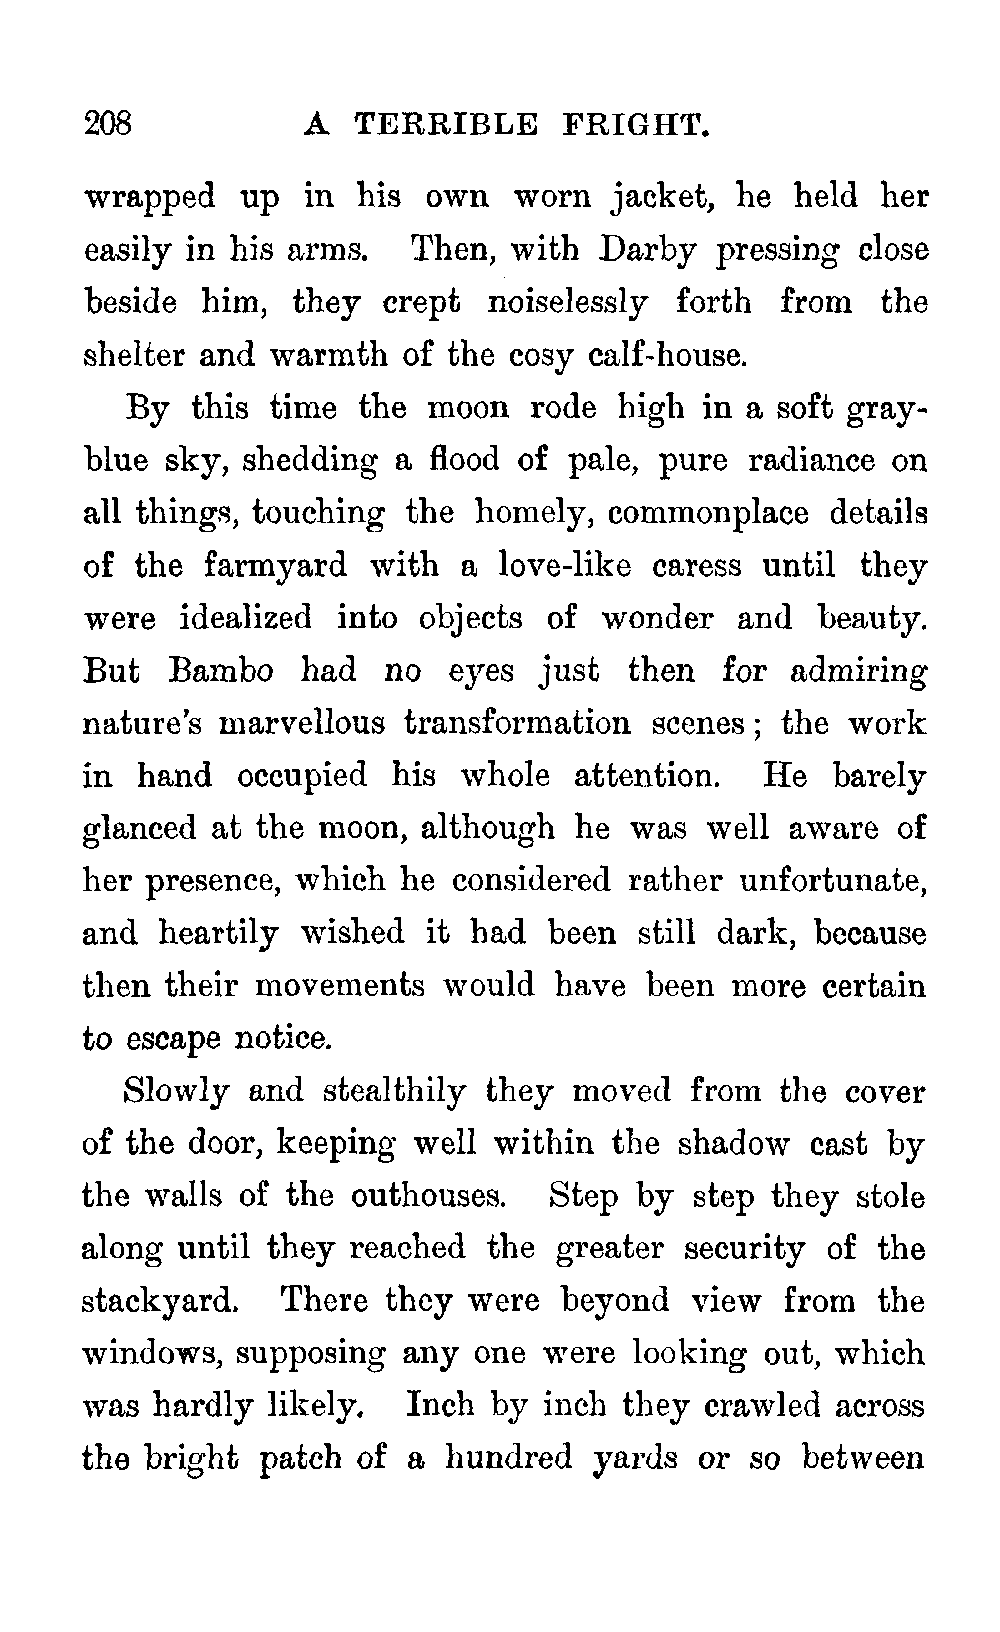 208 A TERRIBLE FRIGHT.
wrapped up in his own worn jacket, he held her
easily in his arms. Then, with Darby pressing close
beside him, they crept noiselessly forth from the
shelter and warmth of the cosy calf-house.
By this time the moon rode high in a soft gray-
blue sky, shedding a flood of pale, pure radiance on
all things, touching the homely, commonplace details
of the farmyard with a love-like caress until they
were idealized into objects of wonder and beauty.
But Bambo had no eyes just then for admiring
nature's marvellous transformation scenes; the work
in hand occupied his whole attention. He barely
glanced at the moon, although he was well aware of
her presence, which he considered rather unfortunate,
and heartily wished it had been still dark, because
then their movements would have been more certain
to escape notice.
Slowly and stealthily they moved from the cover
of the door, keeping well within the shadow cast by
the walls of the outhouses. Step by step they stole
along until they reached the greater security of the
stackyard. There they were beyond view from the
windows, supposing any one were looking out, which
was hardly likely. Inch by inch they crawled across
the bright patch of a hundred yards or so between